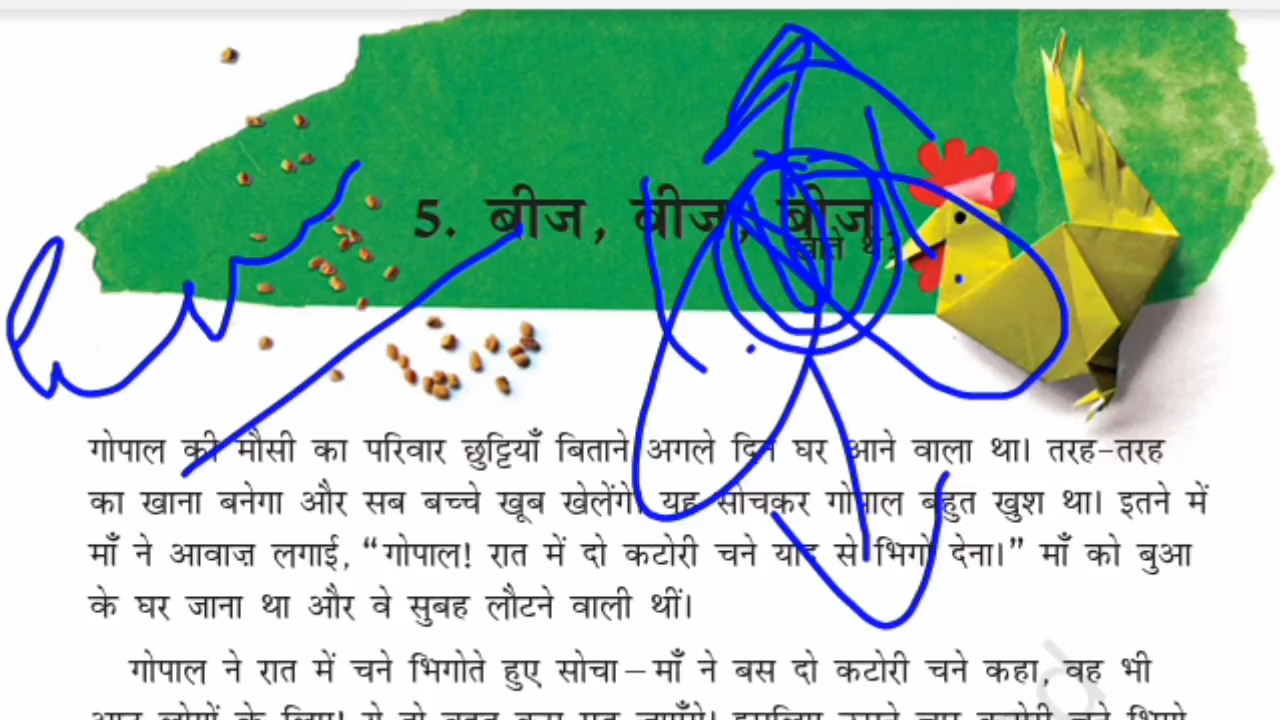 5. बीज, बीज, बीज
खाते थे
गोपाल की मौसी का परिवार छुट्टियाँ बिताने अगले दिन घर आने वाला था। तरह-तरह
का खाना बनेगा और सब बच्चे खूब खेलेंगे। यह सोचकर गोपाल बहुत खुश था। इतने में
माँ ने आवाज़ लगाई, “गोपाल! रात में दो कटोरी चने याद से भिगो देना।” माँ को बुआ
के घर जाना था और वे सुबह लौटने वाली थीं।
गोपाल ने रात में चने भिगोते हुए सोचा – माँ ने बस दो कटोरी चने कहा, वह भी